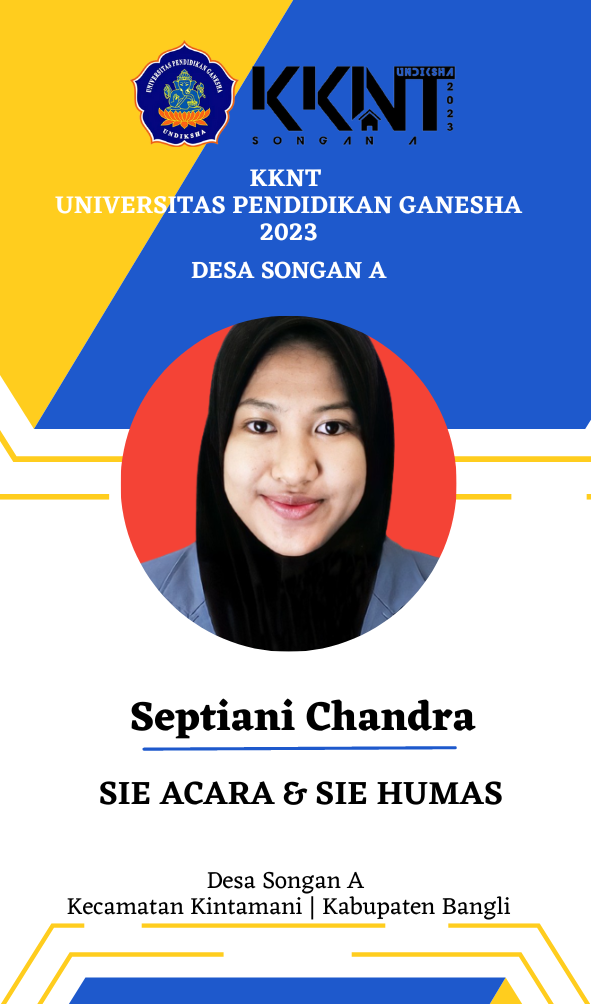 UNIVERSITAS PENDIDIKAN GANESHA
UNDIKSHA
KKNT
UNDIKSHA
2023
SONGAN A
KKNT
UNIVERSITAS PENDIDIKAN GANESHA
2023
DESA SONGAN A
Septiani Chandra
SIE ACARA & SIE HUMAS
Desa Songan A
Kecamatan Kintamani | Kabupaten Bangli